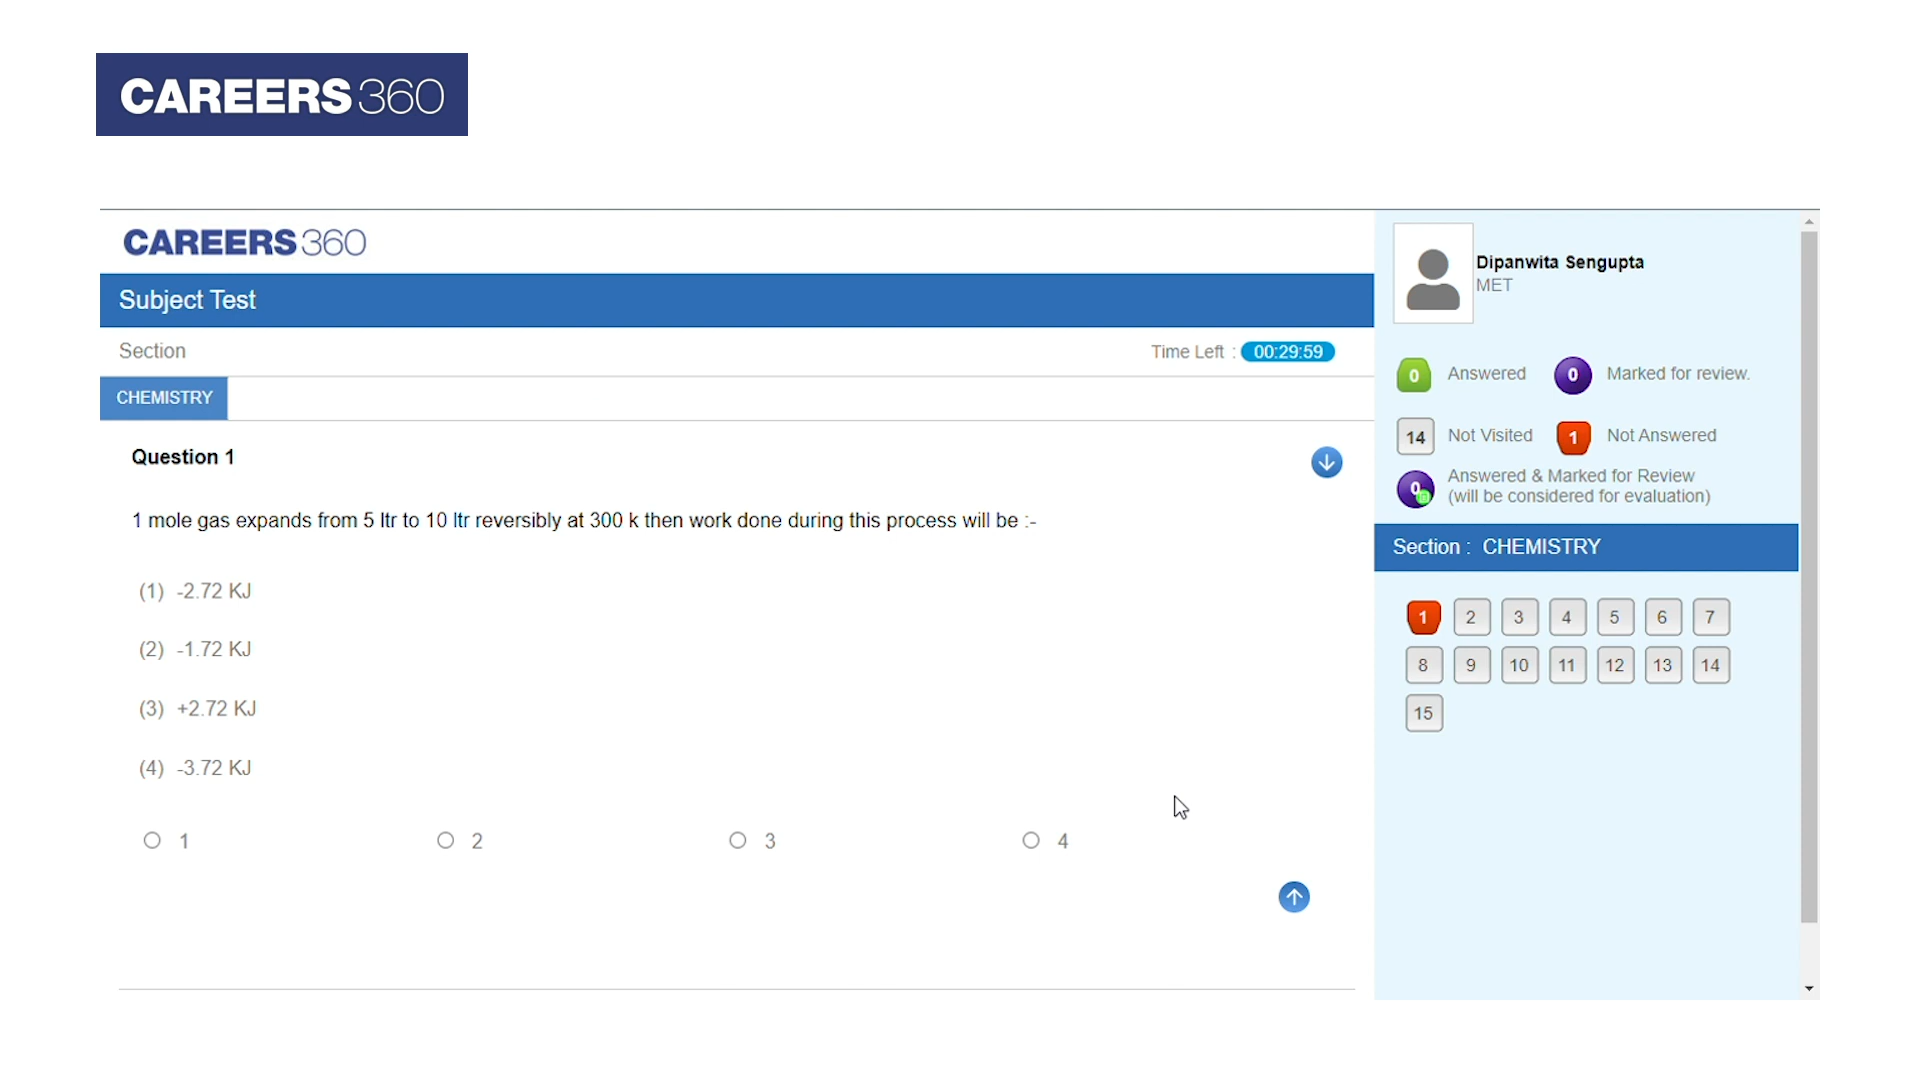 CAREERS360
CAREERS360
Subject Test
Section
Time Left : 00:29:59
CHEMISTRY
Question 1
1 mole gas expands from 5 ltr to 10 ltr reversibly at 300 k then work done during this process will be :-
(1) -2.72 KJ
(2) -1.72 KJ
(3) +2.72 KJ
(4) -3.72 KJ
1 2 3 4
Dipanwita Sengupta
MET
0 Answered 0 Marked for review.
14 Not Visited 1 Not Answered
0 Answered & Marked for Review
(will be considered for evaluation)
Section : CHEMISTRY
1 2 3 4 5 6 7
8 9 10 11 12 13 14
15